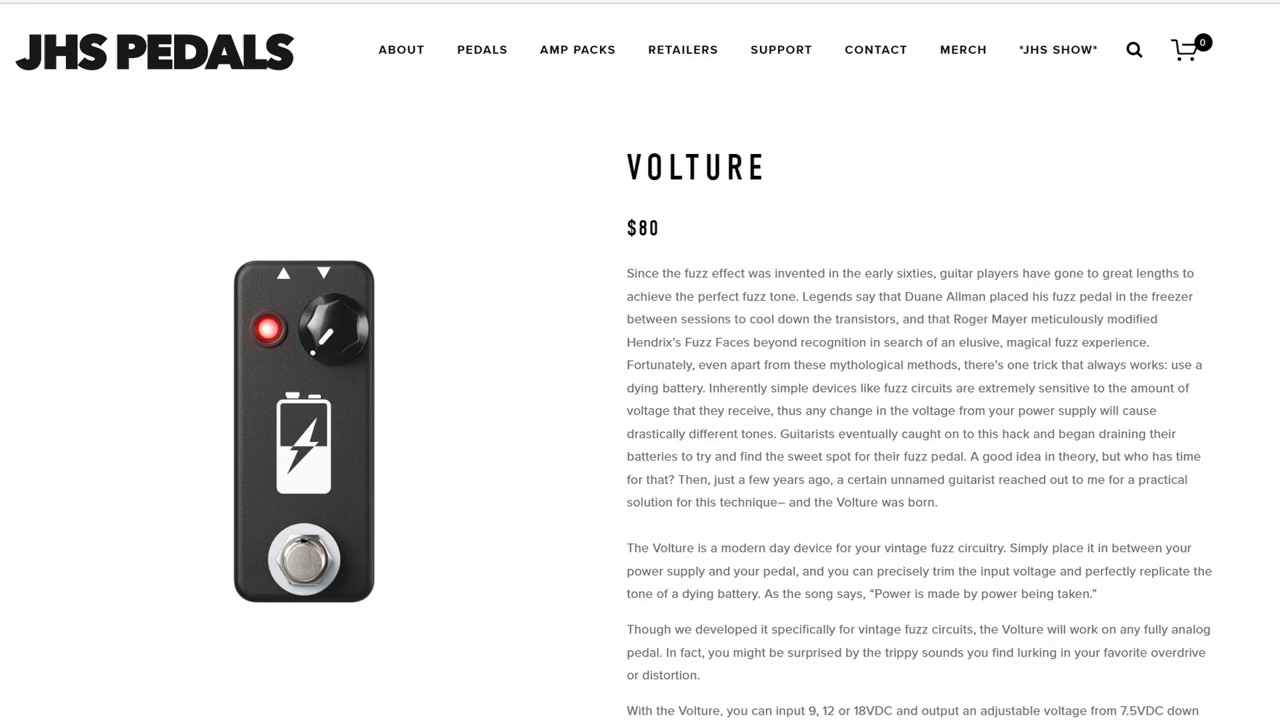 JHS PEDALS
ABOUT PEDALS AMP PACKS RETAILERS SUPPORT CONTACT MERCH *JHS SHOW* 0
VOLTURE
$80
Since the fuzz effect was invented in the early sixties, guitar players have gone to great lengths to
achieve the perfect fuzz tone. Legends say that Duane Allman placed his fuzz pedal in the freezer
between sessions to cool down the transistors, and that Roger Mayer meticulously modified
Hendrix's Fuzz Faces beyond recognition in search of an elusive, magical fuzz experience.
Fortunately, even apart from these mythological methods, there's one trick that always works: use a
dying battery. Inherently simple devices like fuzz circuits are extremely sensitive to the amount of
voltage that they receive, thus any change in the voltage from your power supply will cause
drastically different tones. Guitarists eventually caught on to this hack and began draining their
batteries to try and find the sweet spot for their fuzz pedal. A good idea in theory, but who has time
for that? Then, just a few years ago, a certain unnamed guitarist reached out to me for a practical
solution for this technique– and the Volture was born.
The Volture is a modern day device for your vintage fuzz circuitry. Simply place it in between your
power supply and your pedal, and you can precisely trim the input voltage and perfectly replicate the
tone of a dying battery. As the song says, “Power is made by power being taken.”
Though we developed it specifically for vintage fuzz circuits, the Volture will work on any fully analog
pedal. In fact, you might be surprised by the trippy sounds you find lurking in your favorite overdrive
or distortion.
With the Volture, you can input 9, 12 or 18VDC and output an adjustable voltage from 7.5VDC down